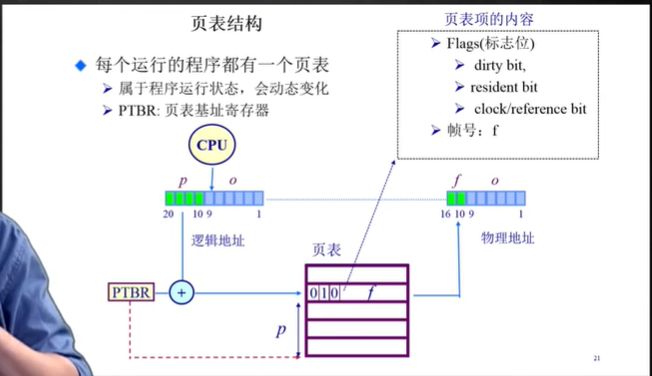 页表结构
页表项的内容
Flags(标志位)
dirty bit,
resident bit
clock/reference bit
帧号：f
每个运行的程序都有一个页表
属于程序运行状态，会动态变化
PTBR: 页表基址寄存器
CPU
p o
20 10 9 1
逻辑地址
f o
16 10 9 1
物理地址
页表
PTBR
+
0 1 0 f
p
21